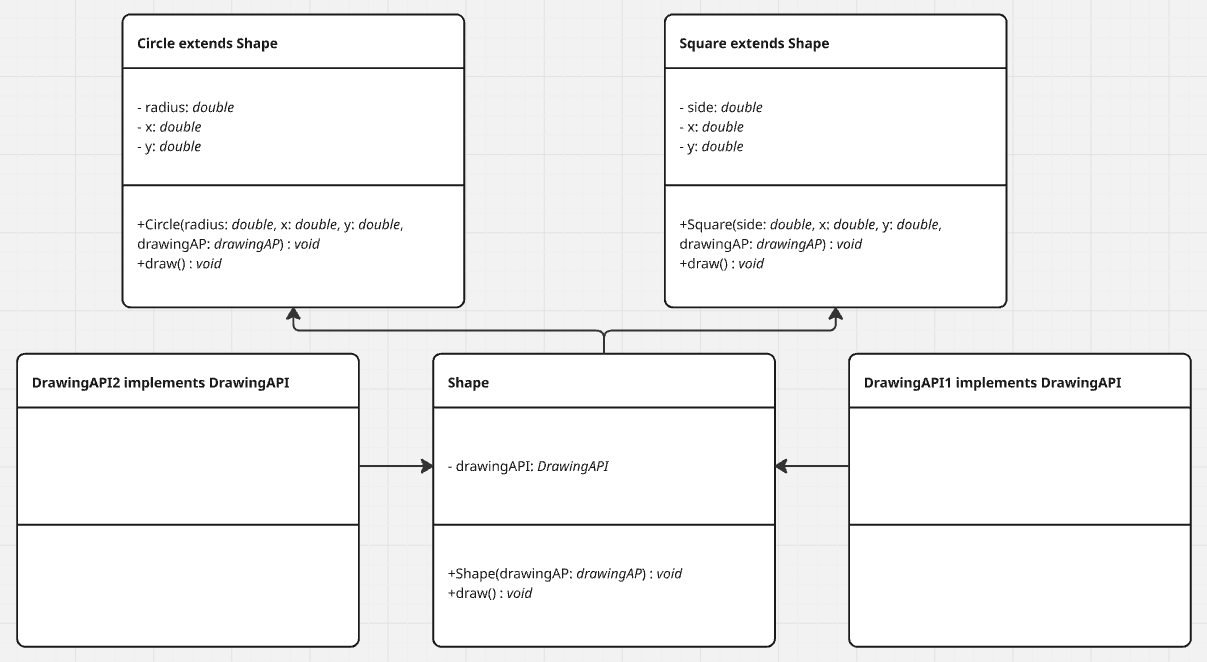 Circle extends Shape
- radius: double
- x: double
- y: double
+Circle(radius: double, x: double, y: double,
drawingAP: drawingAP) : void
+draw() : void
Square extends Shape
- side: double
- x: double
- y: double
+Square(side: double, x: double, y: double,
drawingAP: drawingAP) : void
+draw() : void
DrawingAPI2 implements DrawingAPI
Shape
- drawingAPI: DrawingAPI
+Shape(drawingAP: drawingAP) : void
+draw() : void
DrawingAPI1 implements DrawingAPI